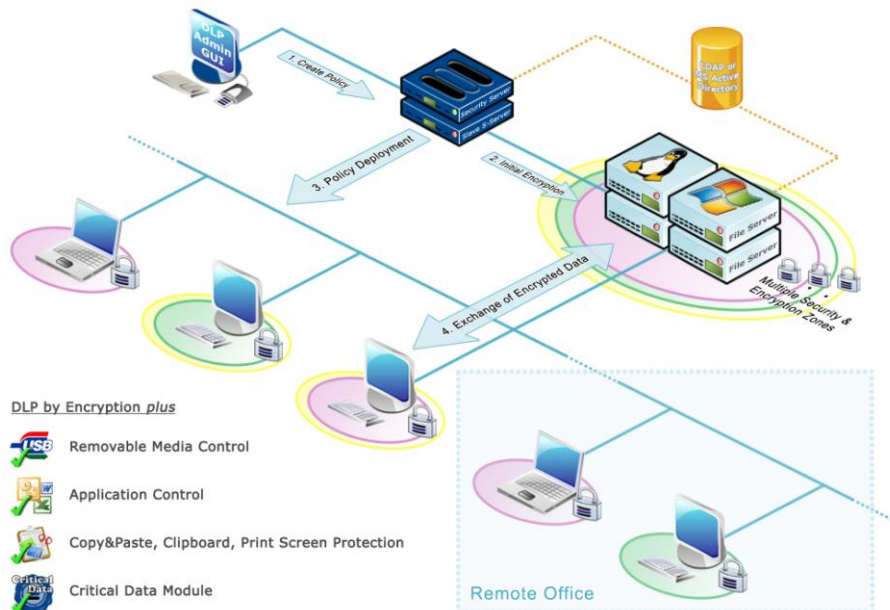 DLP
Admin
GUI
1. Create Policy
Security Server
Slave S-Server
LDAP or
MS Active
Directory
3. Policy Deployment
2. Initial Encryption
File Server
File Server
4. Exchange of Encrypted Data
Multiple Security &
Encryption Zones
DLP by Encryption plus
USB
Removable Media Control
W
X
Application Control
Copy&Paste, Clipboard, Print Screen Protection
Critical
Data
Critical Data Module
Remote Office